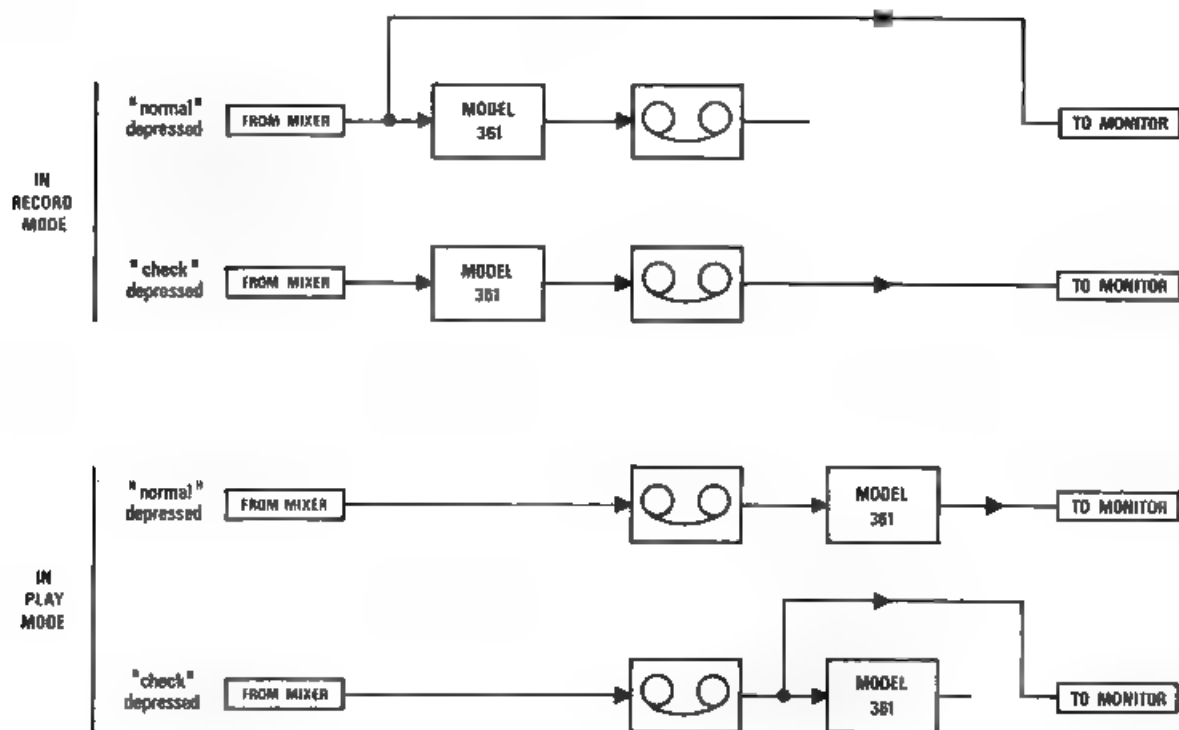 "normal"
depressed
FROM MIXER
MODEL
361
TO MONITOR
IN
RECORD
MODE
"check"
depressed
FROM MIXER
MODEL
361
TO MONITOR
"normal"
depressed
FROM MIXER
MODEL
361
TO MONITOR
IN
PLAY
MODE
"check"
depressed
FROM MIXER
MODEL
361
TO MONITOR